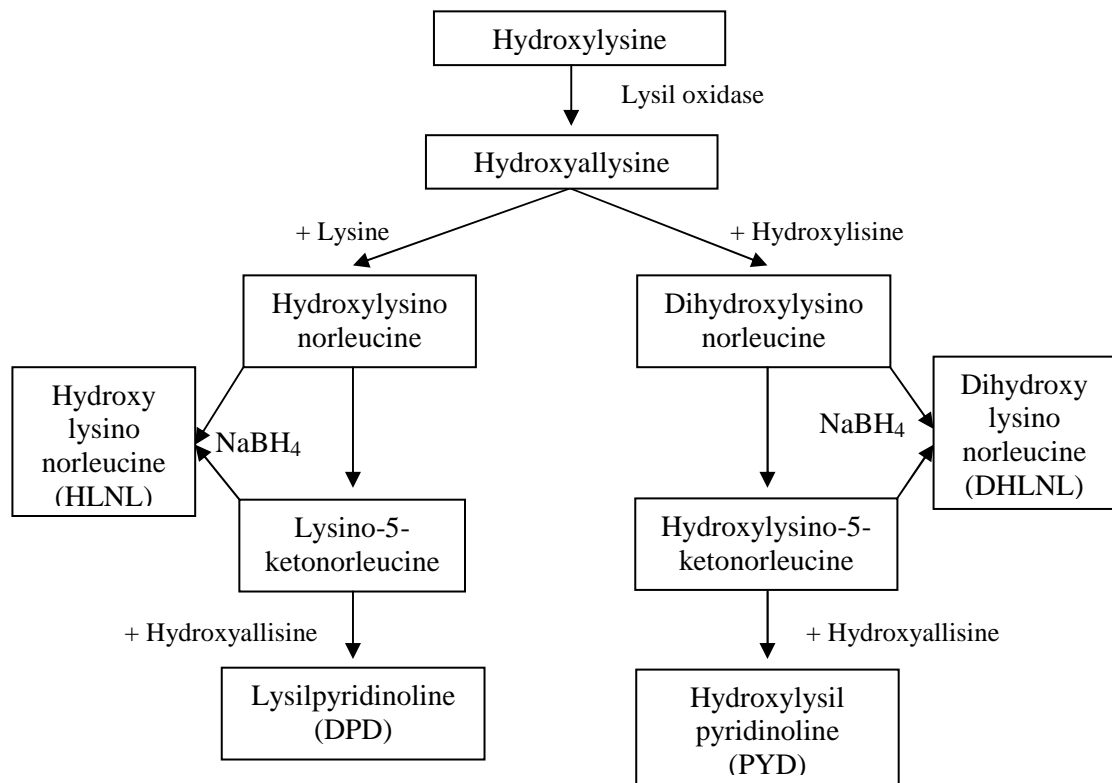 Hydroxylysine
Lysil oxidase
Hydroxyallysine
+ Lysine
+ Hydroxylisine
Hydroxylysino
norleucine
Dihydroxylysino
norleucine
Hydroxy
lysino
norleucine
(HLNL)
NaBH4
NaBH4
Dihydroxy
lysino
norleucine
(DHLNL)
Lysino-5-
ketonorleucine
Hydroxylysino-5-
ketonorleucine
+ Hydroxyallisine
+ Hydroxyallisine
Lysilpyridinoline
(DPD)
Hydroxylysil
pyridinoline
(PYD)